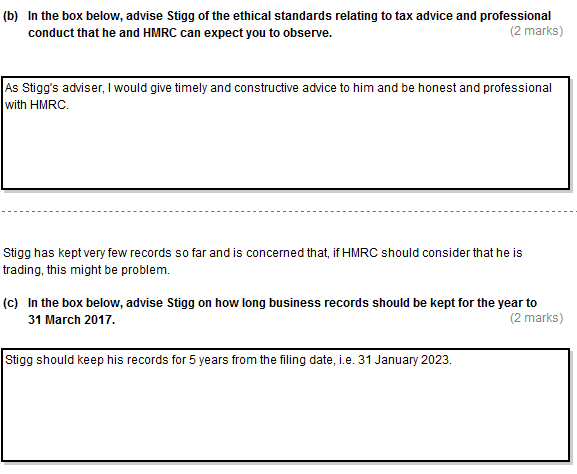 (b) In the box below, advise Stigg of the ethical standards relating to tax advice and professional
conduct that he and HMRC can expect you to observe. (2 marks)
As Stigg's adviser, I would give timely and constructive advice to him and be honest and professional
with HMRC.
Stigg has kept very few records so far and is concerned that, if HMRC should consider that he is
trading, this might be problem.
(c) In the box below, advise Stigg on how long business records should be kept for the year to
31 March 2017. (2 marks)
Stigg should keep his records for 5 years from the filing date, i.e. 31 January 2023.